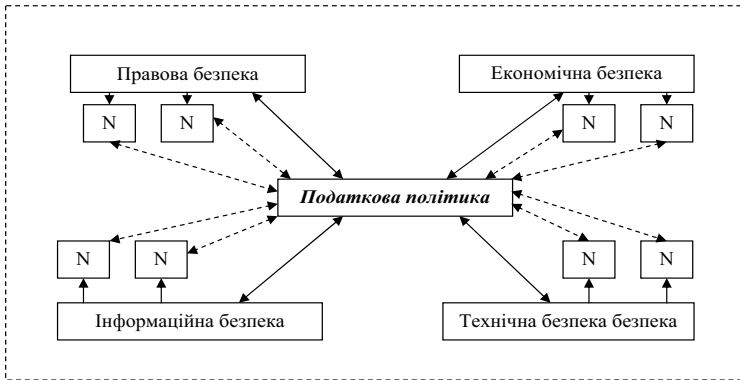 Правова безпека
Економічна безпека
N
N
N
N
Податкова політика
N
N
N
N
Інформаційна безпека
Технічна безпека безпека